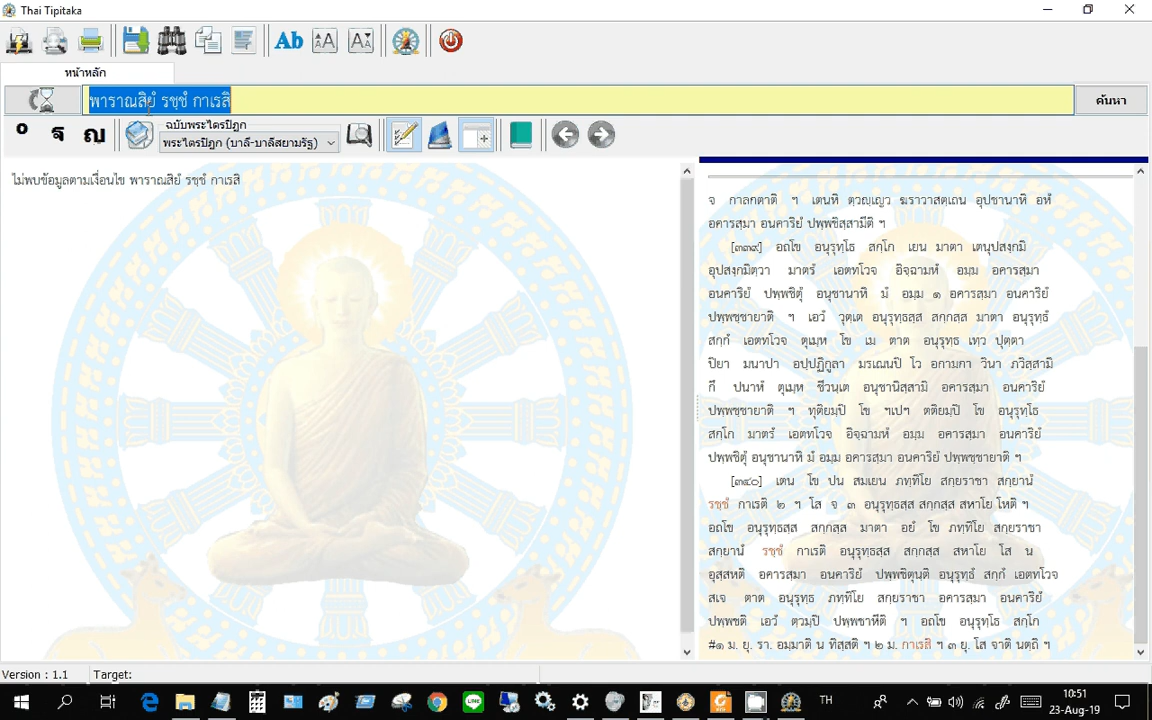 Thai Tipitaka
Ab AA AA
หน้าหลัก
พาราณสิยํ รชฺชํ กาเรสิ
ค้นหา
ฉบับพระไตรปิฎก
พระไตรปิฎก (บาลี-บาลีสยามรัฐ)
ไม่พบข้อมูลตามเงื่อนไข พาราณสิยํ รชฺชํ กาเรสิ
จ กาลกตาติ ฯ เตนหิ ตฺวญฺเญว ฆราวาสตฺเถน อุปชานาหิ อหํ
อคารสฺมา อนคาริยํ ปพฺพชิสฺสามีติ ฯ
[๓๓๙] อถโข อนุรุทฺโธ สกฺโก เยน มาตา เตนุปสงฺกมิ
อุปสงฺกมิตฺวา มาตรํ เอตทโวจ อิจฺฉามหํ อมฺม อคารสฺมา
อนคาริยํ ปพฺพชิตุํ อนุชานาหิ มํ อมฺม ๑ อคารสฺมา อนคาริยํ
ปพฺพชฺชายาติ ฯ เอวํ วุตฺเต อนุรุทฺธสฺส สกฺกสฺส มาตา อนุรุทฺธํ
สกฺกํ เอตทโวจ ตุเมฺห โข เม ตาต อนุรุทฺธ เทฺว ปุตฺตา
ปิยา มนาปา อปฺปฏิกูลา มรเณนปิ โว อกามกา วินา ภวิสฺสามิ
กึ ปนาหํ ตุเมฺห ชีวนฺเต อนุชานิสฺสามิ อคารสฺมา อนคาริยํ
ปพฺพชฺชายาติ ฯ ทุติยมฺปิ โข ฯเปฯ ตติยมฺปิ โข อนุรุทฺโธ
สกฺโก มาตรํ เอตทโวจ อิจฺฉามหํ อมฺม อคารสฺมา อนคาริยํ
ปพฺพชิตุํ อนุชานาหิ มํ อมฺม อคารสฺมา อนคาริยํ ปพฺพชฺชายาติ ฯ
[๓๔๐] เตน โข ปน สมเยน ภทฺทิโย สกฺยราชา สกฺยานํ
รชฺชํ กาเรติ ๒ ฯ โส จ ๓ อนุรุทฺธสฺส สกฺกสฺส สหาโย โหติ ฯ
อถโข อนุรุทฺธสฺส สกฺกสฺส มาตา อยํ โข ภทฺทิโย สกฺยราชา
สกฺยานํ รชฺชํ กาเรติ อนุรุทฺธสฺส สกฺกสฺส สหาโย โส น
อุสฺสหติ อคารสฺมา อนคาริยํ ปพฺพชิตุนฺติ อนุรุทฺธํ สกฺกํ เอตทโวจ
สเจ ตาต อนุรุทฺธ ภทฺทิโย สกฺยราชา อคารสฺมา อนคาริยํ
ปพฺพชติ เอวํ ตฺวมฺปิ ปพฺพชาหีติ ฯ อถโข อนุรุทฺโธ สกฺโก
#๑ ม. ยุ. รา. อมฺมาติ น ทิสฺสติ ฯ ๒ ม. กาเรสิ ฯ ๓ ยุ. โส จาติ นตฺถิ ฯ
Version : 1.1 Target:
TH
10:51
23-Aug-19